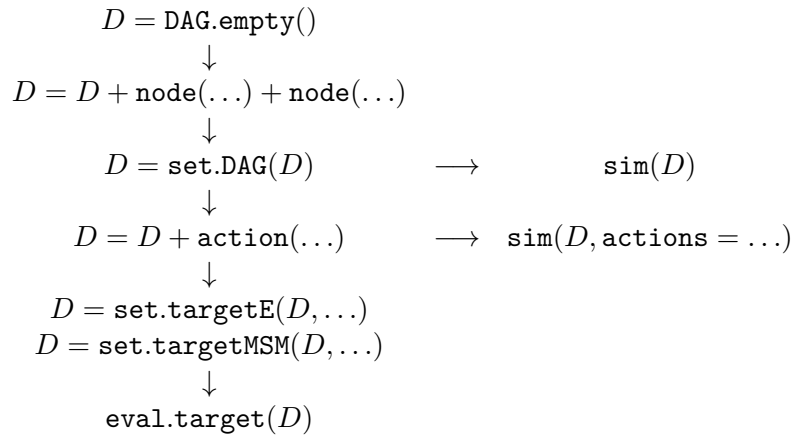 D = DAG.empty()
↓
D = D + node(...) + node(...)
↓
D = set.DAG(D) ⟶ sim(D)
↓
D = D + action(...) ⟶ sim(D, actions = ...)
↓
D = set.targetE(D, ...)
D = set.targetMSM(D, ...)
↓
eval.target(D)